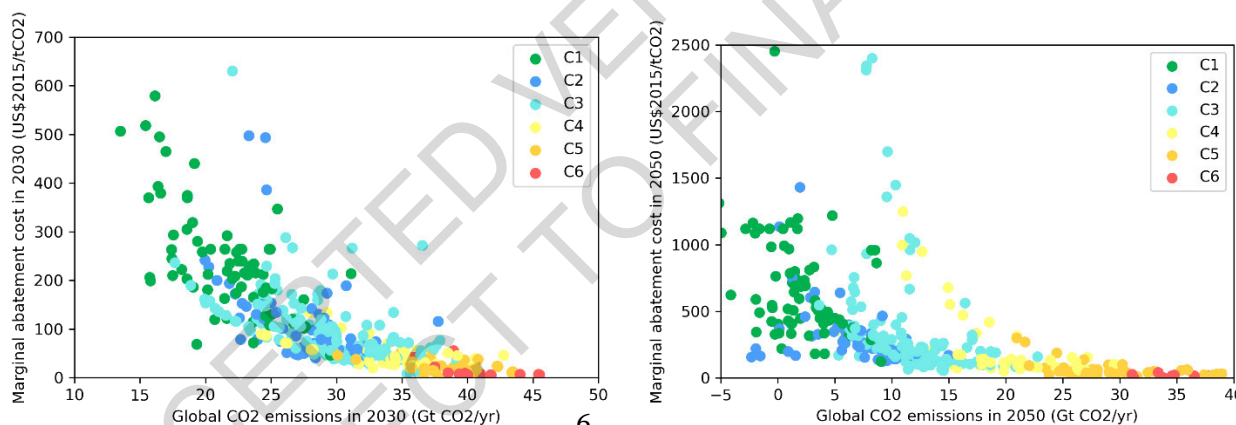 Marginal abatement cost in 2030 (US$2015/tCO2)
700
600
500
400
300
200
100
0
10 15 20 25 30 35 40 45 50
Global CO2 emissions in 2030 (Gt CO2/yr)
C1
C2
C3
C4
C5
C6
Marginal abatement cost in 2050 (US$2015/tCO2)
2500
2000
1500
1000
500
0
−5 0 5 10 15 20 25 30 35 40
Global CO2 emissions in 2050 (Gt CO2/yr)
C1
C2
C3
C4
C5
C6
6
CT TO FINA